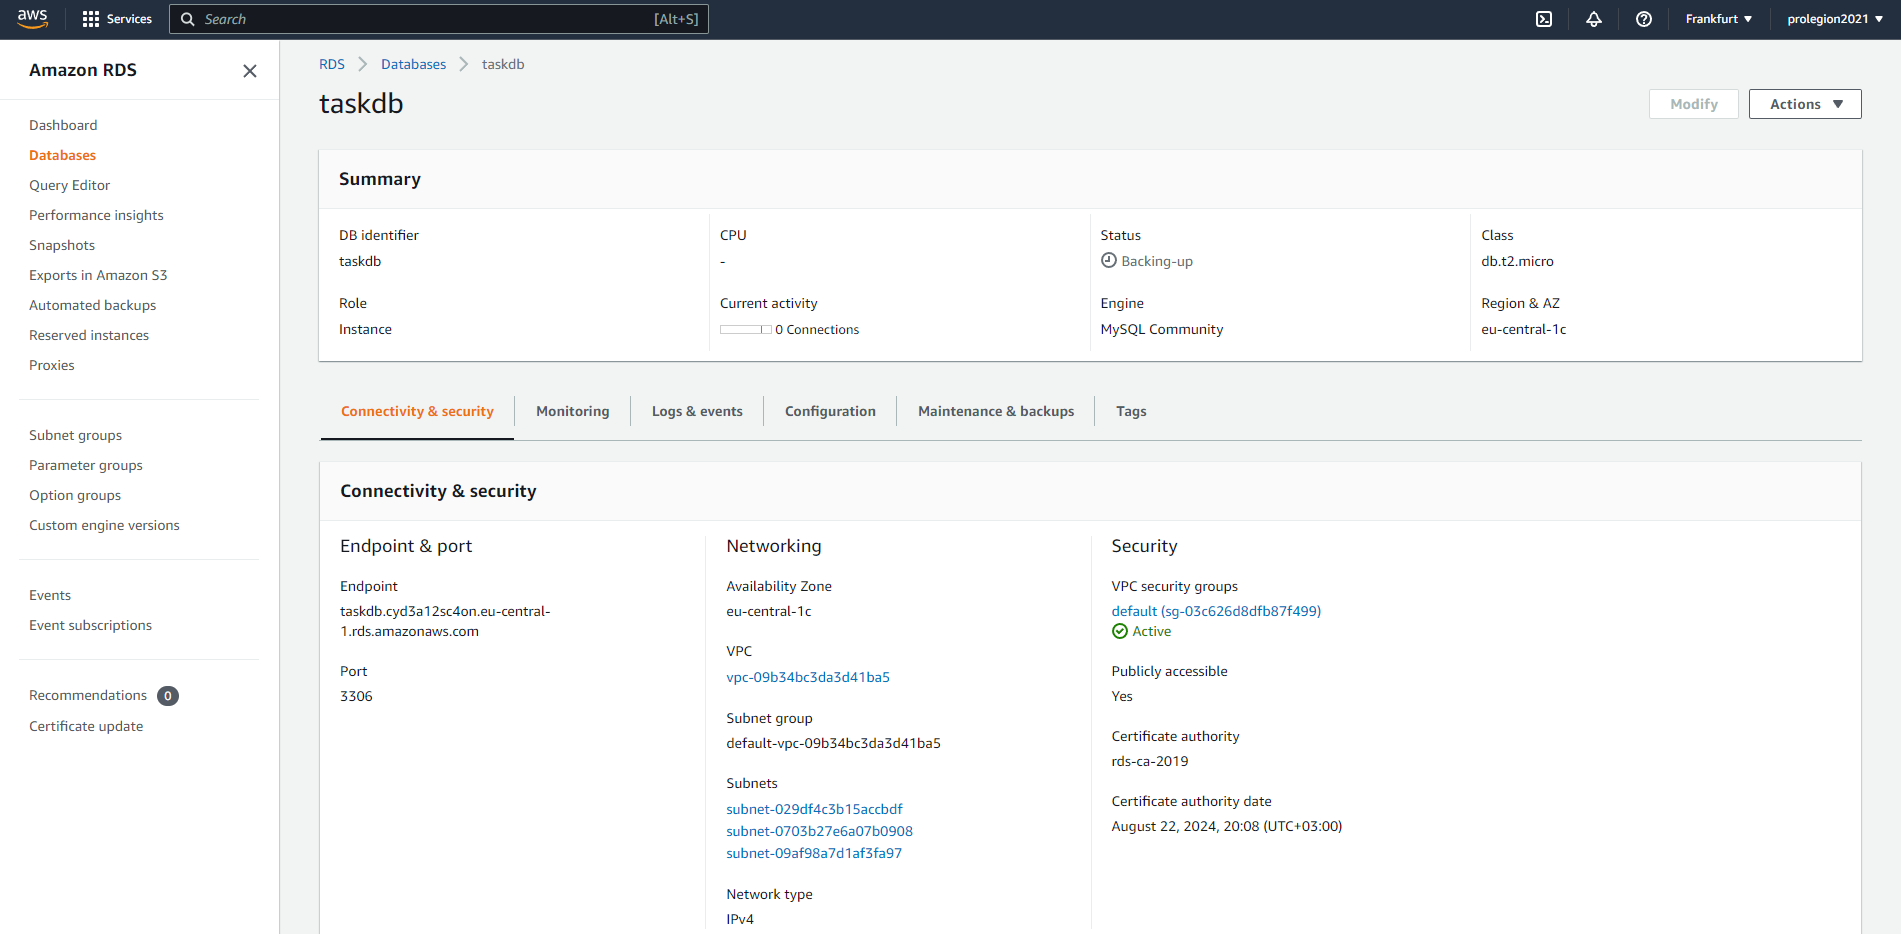 aws
Services
Search
[Alt+S]
Frankfurt
prolegion2021
Amazon RDS
Dashboard
Databases
Query Editor
Performance insights
Snapshots
Exports in Amazon S3
Automated backups
Reserved instances
Proxies
Subnet groups
Parameter groups
Option groups
Custom engine versions
Events
Event subscriptions
Recommendations 0
Certificate update
RDS > Databases > taskdb
taskdb
Modify
Actions
Summary
DB identifier
taskdb
Role
Instance
CPU
-
Current activity
0 Connections
Status
Backing-up
Engine
MySQL Community
Class
db.t2.micro
Region & AZ
eu-central-1c
Connectivity & security
Monitoring
Logs & events
Configuration
Maintenance & backups
Tags
Connectivity & security
Endpoint & port
Endpoint
taskdb.cyd3a12sc4on.eu-central-
1.rds.amazonaws.com
Port
3306
Networking
Availability Zone
eu-central-1c
VPC
vpc-09b34bc3da3d41ba5
Subnet group
default-vpc-09b34bc3da3d41ba5
Subnets
subnet-029df4c3b15accbdf
subnet-0703b27e6a07b0908
subnet-09af98a7d1af3fa97
Network type
IPv4
Security
VPC security groups
default (sg-03c626d8dfb87f499)
Active
Publicly accessible
Yes
Certificate authority
rds-ca-2019
Certificate authority date
August 22, 2024, 20:08 (UTC+03:00)